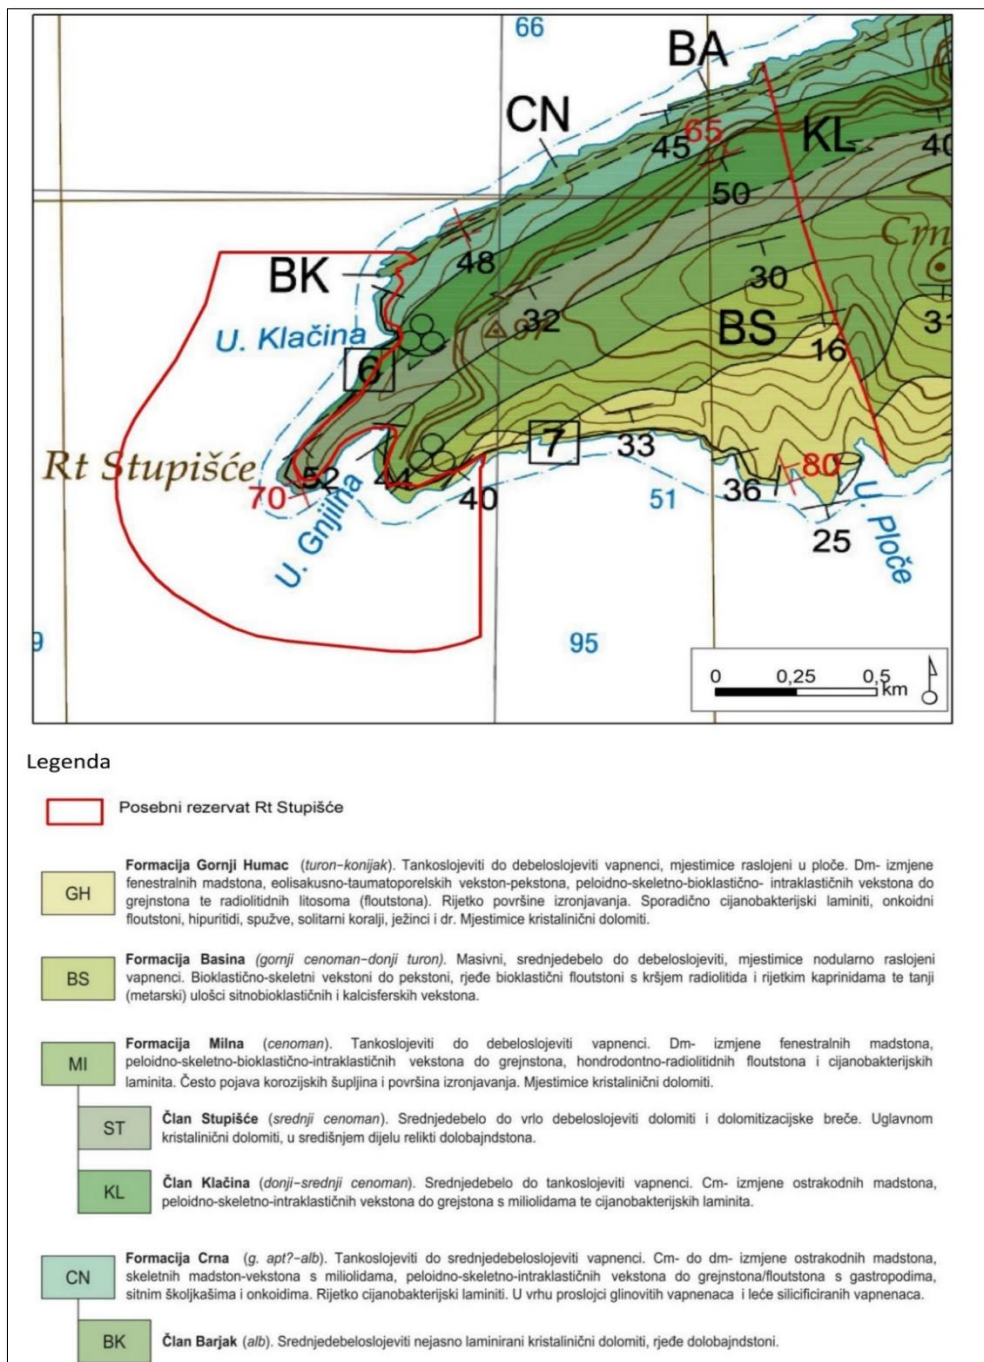 66
BA
CN
65
KL
45
40
50
Crn
48
BK
30
32
U. Klačina
BS
16
31
6
7
33
Rt Stupišće
52
70
40
36
80
51
U. Gnjilna
25
U. Ploče
9
95
0 0,25 0,5
km
Legenda
Posebni rezervat Rt Stupišće
GH
Formacija Gornji Humac (turon–konijak). Tankoslojeviti do debeloslojeviti vapnenci, mjestimice raslojeni u ploče. Dm- izmjene
fenestralnih madstona, eolisakusno-taumatoporelskih vekston-pekstona, peloidno-skeletno-bioklastično- intraklastičnih vekstona do
grejnstona te radiolitidnih litosoma (floutstona). Rijetko površine izronjavanja. Sporadično cijanobakterijski laminiti, onkoidni
floutstoni, hipuritidi, spužve, solitarni koralji, ježinci i dr. Mjestimice kristalinični dolomiti.
BS
Formacija Basina (gornji cenoman–donji turon). Masivni, srednjedebelo do debeloslojeviti, mjestimice nodularno raslojeni
vapnenci. Bioklastično-skeletni vekstoni do pekstoni, rjeđe bioklastični floutstoni s kršjem radiolitida i rijetkim kaprinidama te tanji
(metarski) ulošci sitnobioklastičnih i kalcisferskih vekstona.
MI
Formacija Milna (cenoman). Tankoslojeviti do debeloslojeviti vapnenci. Dm- izmjene fenestralnih madstona,
peloidno-skeletno-bioklastično-intraklastičnih vekstona do grejnstona, hondrodontno-radiolitidnih floutstona i cijanobakterijskih
laminita. Često pojava korozijskih šupljina i površina izronjavanja. Mjestimice kristalinični dolomiti.
ST
Član Stupišće (srednji cenoman). Srednjedebelo do vrlo debeloslojeviti dolomiti i dolomitizacijske breče. Uglavnom
kristalinični dolomiti, u središnjem dijelu relikti dolobajndstona.
KL
Član Klačina (donji–srednji cenoman). Srednjedebelo do tankoslojeviti vapnenci. Cm- izmjene ostrakodnih madstona,
peloidno-skeletno-intraklastičnih vekstona do grejstona s miliolidama te cijanobakterijskih laminita.
CN
Formacija Crna (g. apt?–alb). Tankoslojeviti do srednjedebeloslojeviti vapnenci. Cm- do dm- izmjene ostrakodnih madstona,
skeletnih madston-vekstona s miliolidama, peloidno-skeletno-intraklastičnih vekstona do grejnstona/floutstona s gastropodima,
sitnim školjkašima i onkoidima. Rijetko cijanobakterijski laminiti. U vrhu proslojci glinovitih vapnenaca i leće silicificiranih vapnenaca.
BK
Član Barjak (alb). Srednjedebeloslojeviti nejasno laminirani kristalinični dolomiti, rjeđe dolobajndstoni.